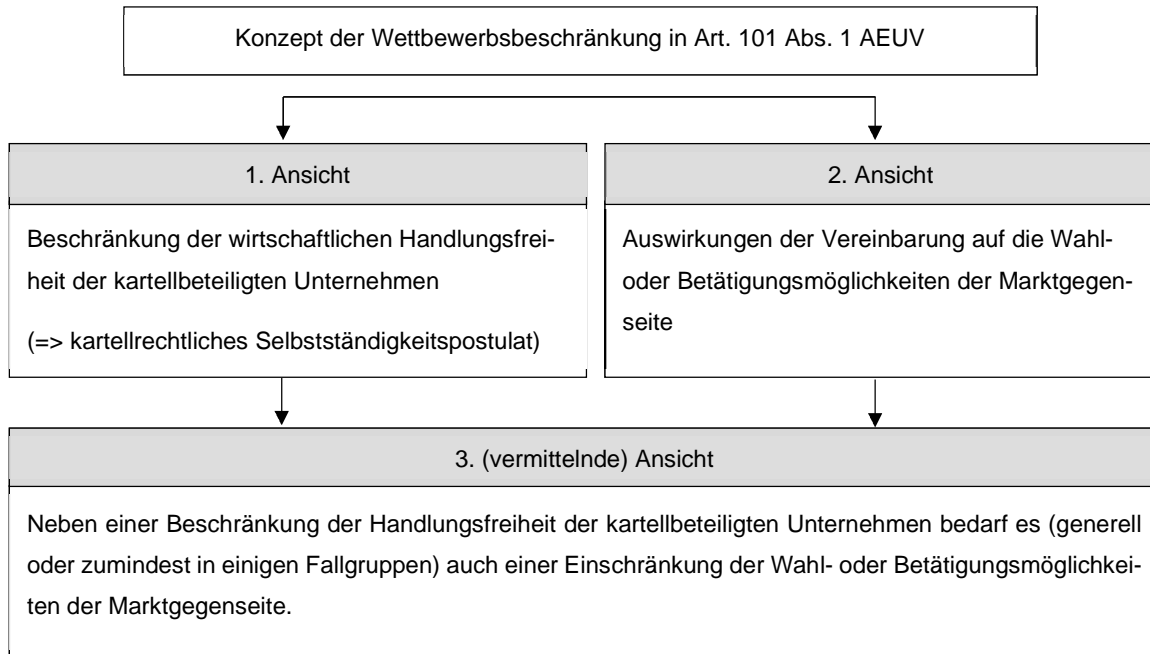 Konzept der Wettbewerbsbeschränkung in Art. 101 Abs. 1 AEUV
1. Ansicht
Beschränkung der wirtschaftlichen Handlungsfrei-
heit der kartellbeteiligten Unternehmen
(=> kartellrechtliches Selbstständigkeitspostulat)
2. Ansicht
Auswirkungen der Vereinbarung auf die Wahl-
oder Betätigungsmöglichkeiten der Marktgegen-
seite
3. (vermittelnde) Ansicht
Neben einer Beschränkung der Handlungsfreiheit der kartellbeteiligten Unternehmen bedarf es (generell
oder zumindest in einigen Fallgruppen) auch einer Einschränkung der Wahl- oder Betätigungsmöglichkei-
ten der Marktgegenseite.